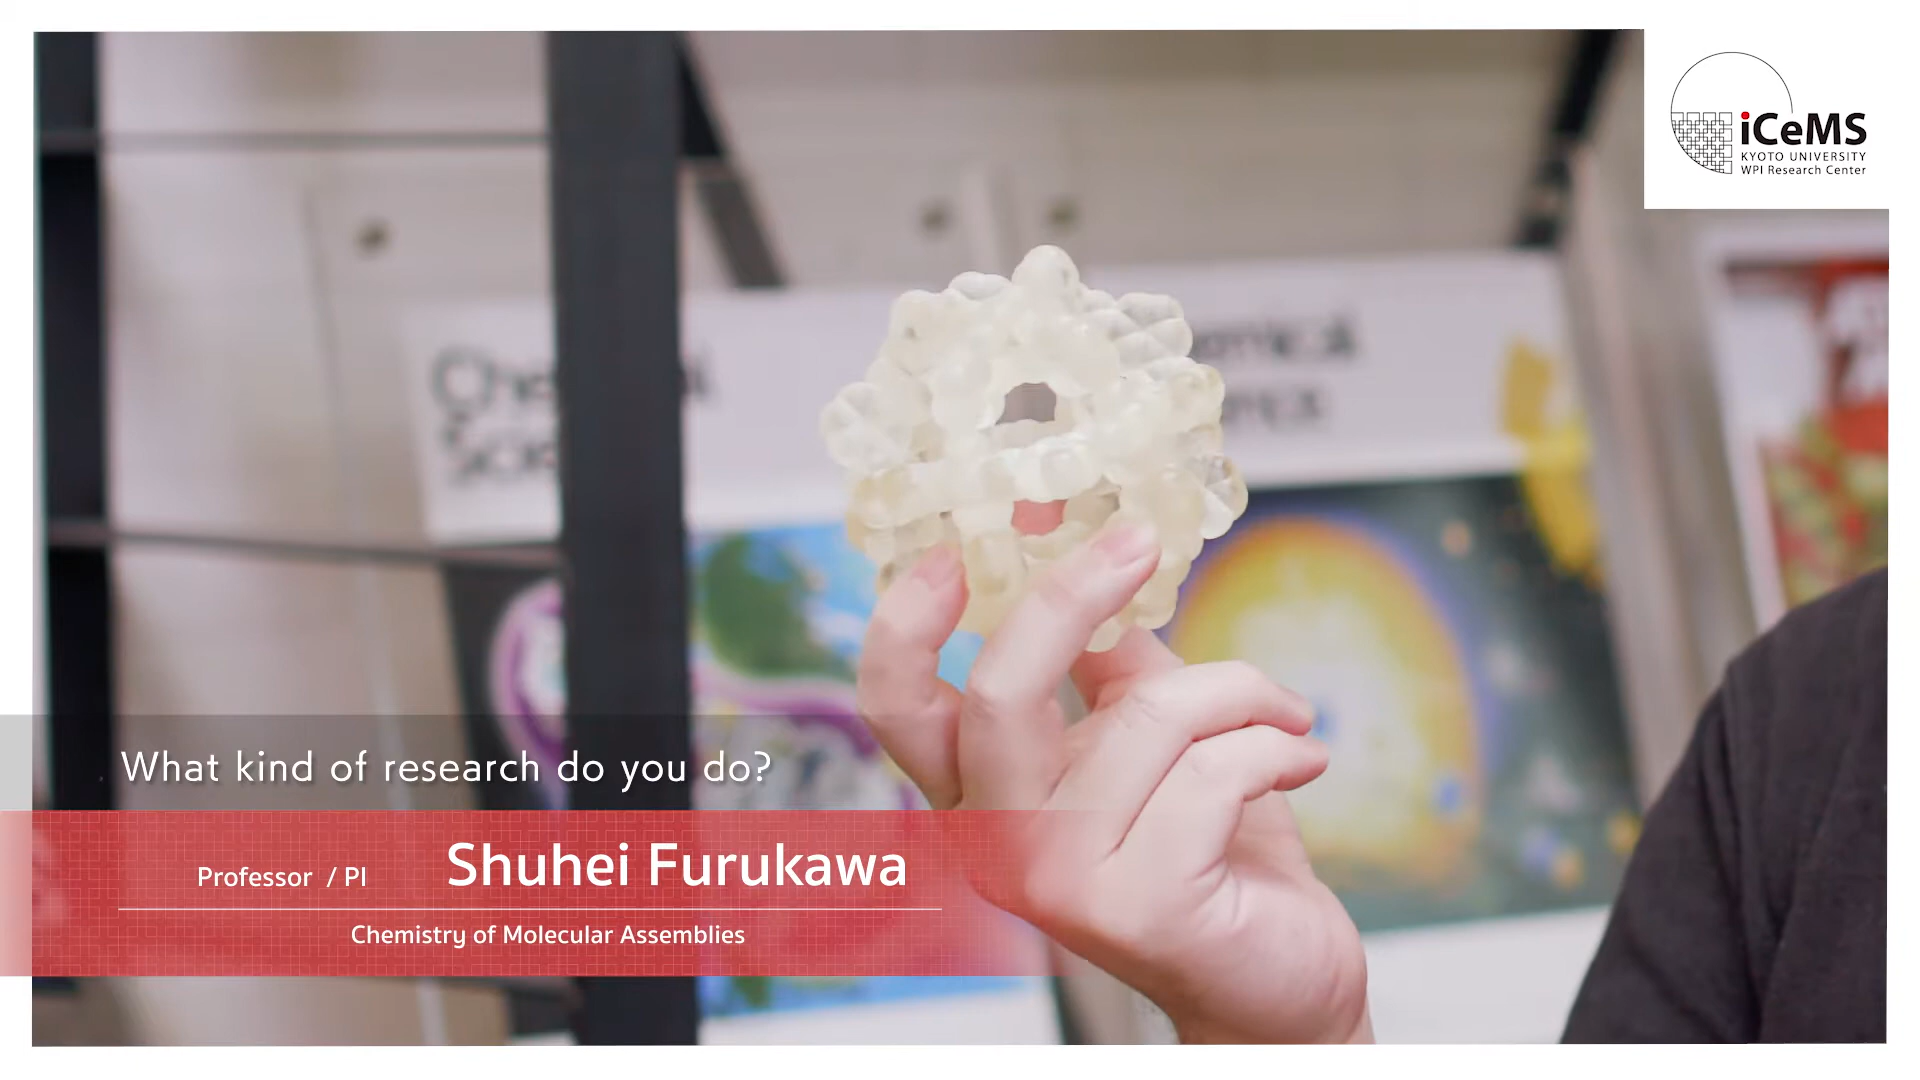 iCeMS
KYOTO UNIVERSITY
WPI Research Center
What kind of research do you do?
Professor / PI
Shuhei Furukawa
Chemistry of Molecular Assemblies